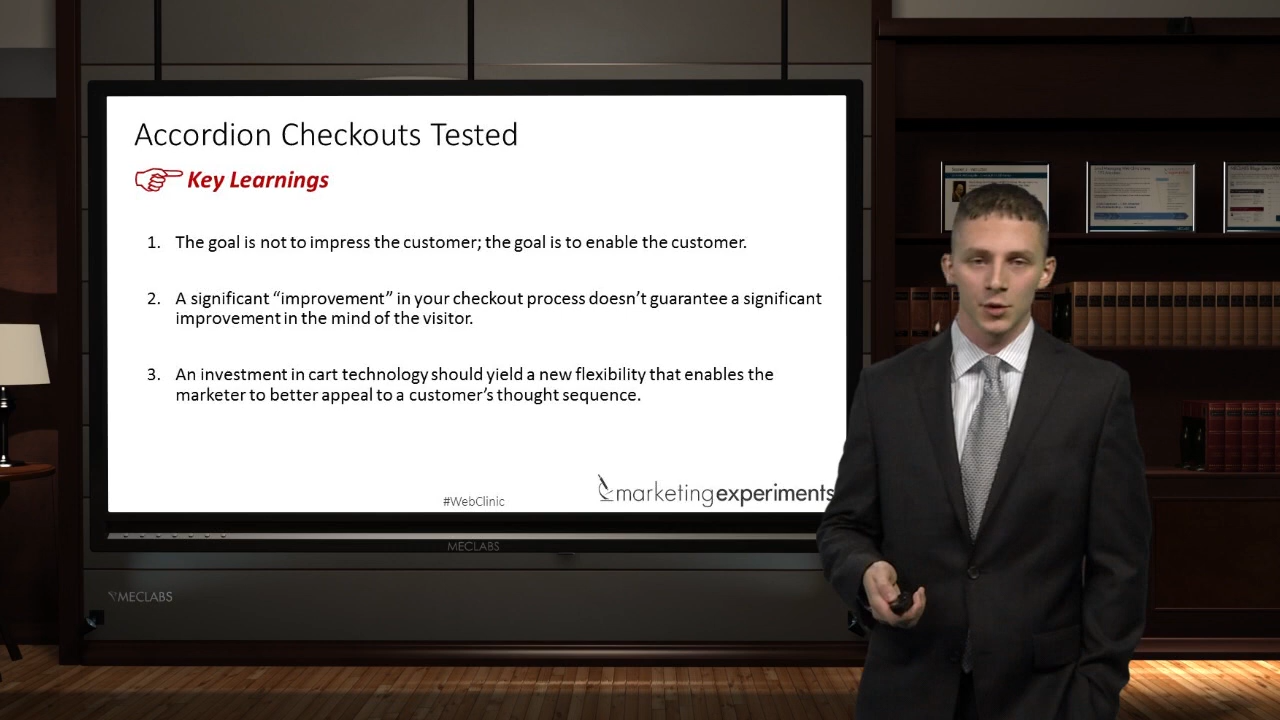 Accordion Checkouts Tested
Key Learnings
1. The goal is not to impress the customer; the goal is to enable the customer.
2. A significant “improvement” in your checkout process doesn’t guarantee a significant
improvement in the mind of the visitor.
3. An investment in cart technology should yield a new flexibility that enables the
marketer to better appeal to a customer’s thought sequence.
#WebClinic
marketingexperiments
MECLABS
MECLABS